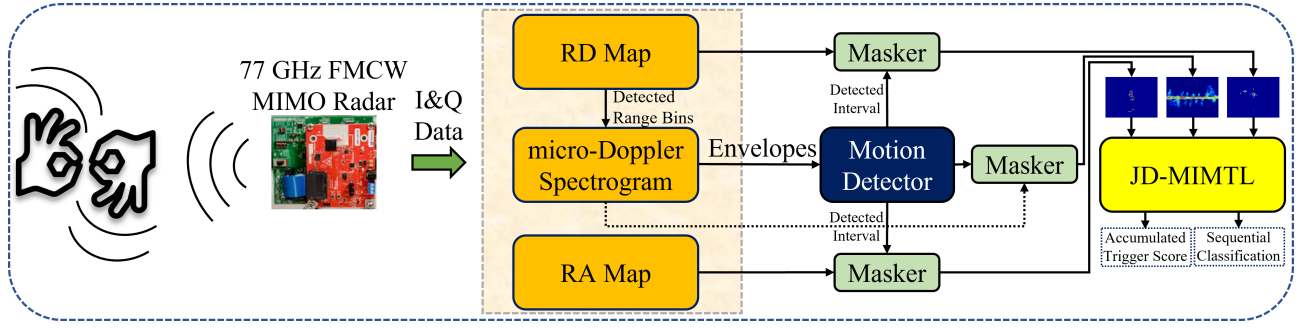 77 GHz FMCW
MIMO Radar
I&Q
Data
RD Map
Detected
Range Bins
micro-Doppler
Spectrogram
RA Map
Envelopes
Masker
Detected
Interval
Motion
Detector
Detected
Interval
Masker
Masker
JD-MIMTL
Accumulated
Trigger Score
Sequential
Classification